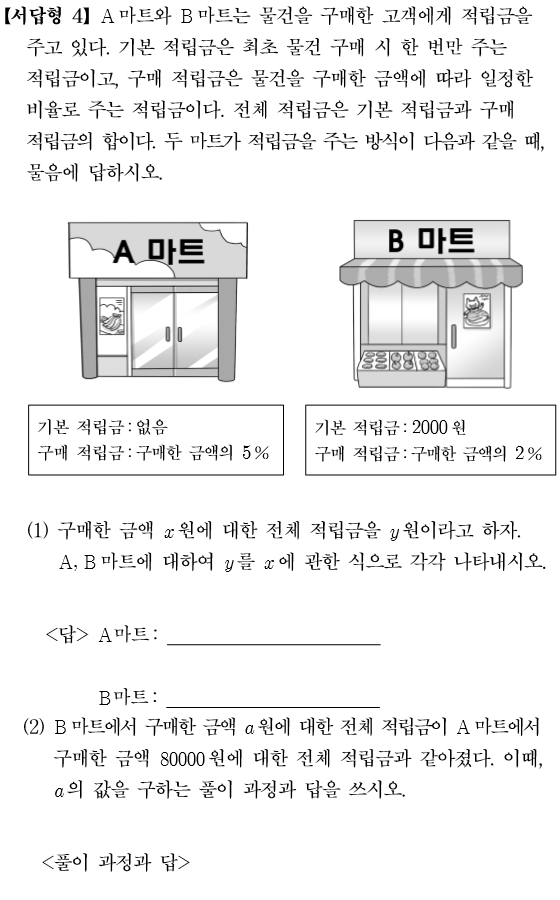 【서답형 4】 A 마트와 B 마트는 물건을 구매한 고객에게 적립금을
주고 있다. 기본 적립금은 최초 물건 구매 시 한 번만 주는
적립금이고, 구매 적립금은 물건을 구매한 금액에 따라 일정한
비율로 주는 적립금이다. 전체 적립금은 기본 적립금과 구매
적립금의 합이다. 두 마트가 적립금을 주는 방식이 다음과 같을 때,
물음에 답하시오.
A 마트
B 마트
기본 적립금 : 없음
구매 적립금 : 구매한 금액의 5 %
기본 적립금 : 2000 원
구매 적립금 : 구매한 금액의 2 %
(1) 구매한 금액 x 원에 대한 전체 적립금을 y 원이라고 하자.
A, B 마트에 대하여 y 를 x 에 관한 식으로 각각 나타내시오.
<답> A마트 :
B마트 :
(2) B 마트에서 구매한 금액 a 원에 대한 전체 적립금이 A 마트에서
구매한 금액 80000 원에 대한 전체 적립금과 같아졌다. 이때,
a 의 값을 구하는 풀이 과정과 답을 쓰시오.
<풀이 과정과 답>